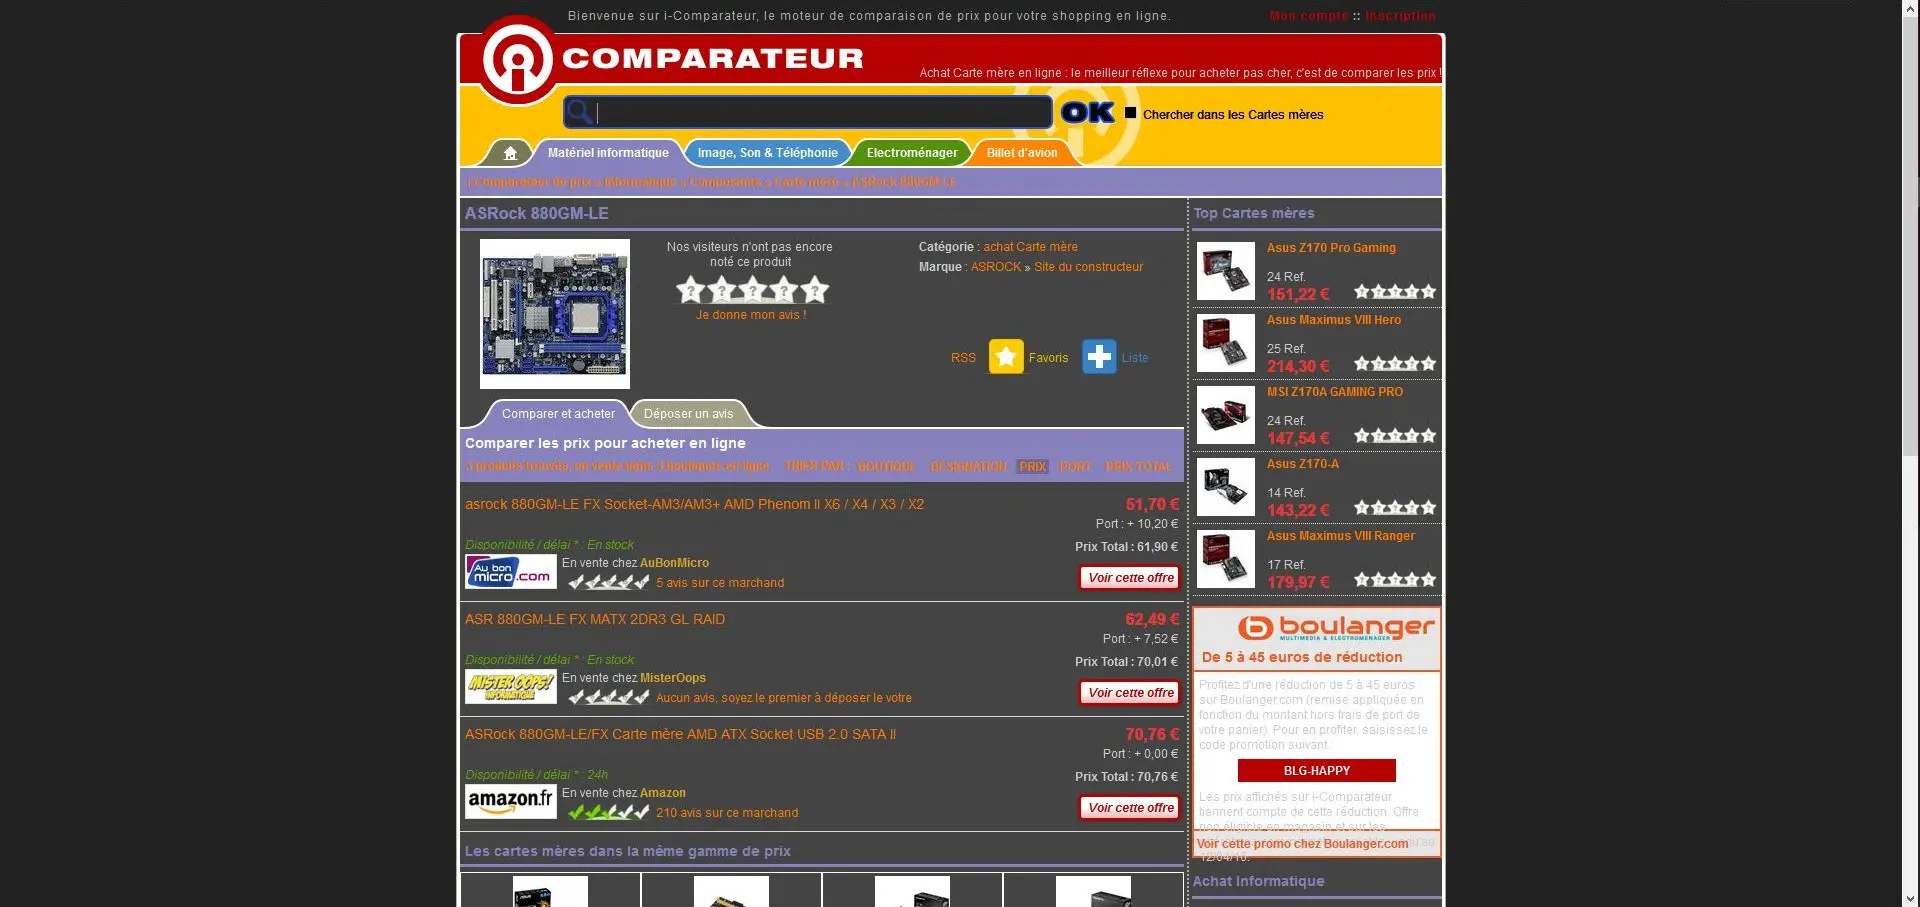 Bienvenue sur i-Comparateur, le moteur de comparaison de prix pour votre shopping en ligne.
Mon compte :: Inscription
COMPARATEUR
Achat Carte mère en ligne : le meilleur réflexe pour acheter pas cher, c'est de comparer les prix !
OK
Chercher dans les Cartes mères
Matériel informatique
Image, Son & Téléphonie
Electroménager
Billet d'avion
Comparateur de prix » Informatique » Composants » Carte mère » ASRock 880GM-LE
ASRock 880GM-LE
Nos visiteurs n'ont pas encore
noté ce produit
Je donne mon avis !
Catégorie : achat Carte mère
Marque : ASROCK » Site du constructeur
RSS
Favoris
Liste
Comparer et acheter
Déposer un avis
Comparer les prix pour acheter en ligne
3 produits trouvés, en vente dans 3 boutiques en ligne
TRIER PAR : BOUTIQUE DÉSIGNATION PRIX PORT PRIX TOTAL
asrock 880GM-LE FX Socket-AM3/AM3+ AMD Phenom II X6 / X4 / X3 / X2
51,70 €
Port : + 10,20 €
Disponibilité / délai * : En stock
Prix Total : 61,90 €
Au bon
micro.com
En vente chez AuBonMicro
5 avis sur ce marchand
Voir cette offre
ASR 880GM-LE FX MATX 2DR3 GL RAID
62,49 €
Port : + 7,52 €
Disponibilité / délai * : En stock
Prix Total : 70,01 €
MISTER OOPS!
INFORMATIQUE
En vente chez MisterOops
Aucun avis, soyez le premier à déposer le votre
Voir cette offre
ASRock 880GM-LE/FX Carte mère AMD ATX Socket USB 2.0 SATA II
70,76 €
Port : + 0,00 €
Disponibilité / délai * : 24h
Prix Total : 70,76 €
amazon.fr
En vente chez Amazon
210 avis sur ce marchand
Voir cette offre
Les cartes mères dans la même gamme de prix
Top Cartes mères
Asus Z170 Pro Gaming
24 Ref.
151,22 €
Asus Maximus VIII Hero
25 Ref.
214,30 €
MSI Z170A GAMING PRO
24 Ref.
147,54 €
Asus Z170-A
14 Ref.
143,22 €
Asus Maximus VIII Ranger
17 Ref.
179,97 €
boulanger
MULTIMEDIA & ELECTROMENAGER
De 5 à 45 euros de réduction
Profitez d'une réduction de 5 à 45 euros
sur Boulanger.com (remise appliquée en
fonction du montant hors frais de port de
votre panier). Pour en profiter, saisissez le
code promotion suivant :
BLG-HAPPY
Les prix affichés sur i-Comparateur
tiennent compte de cette réduction. Offre
non éligible en magasin et sur les
Voir cette promo chez Boulanger.com
12/04/16.
Achat Informatique